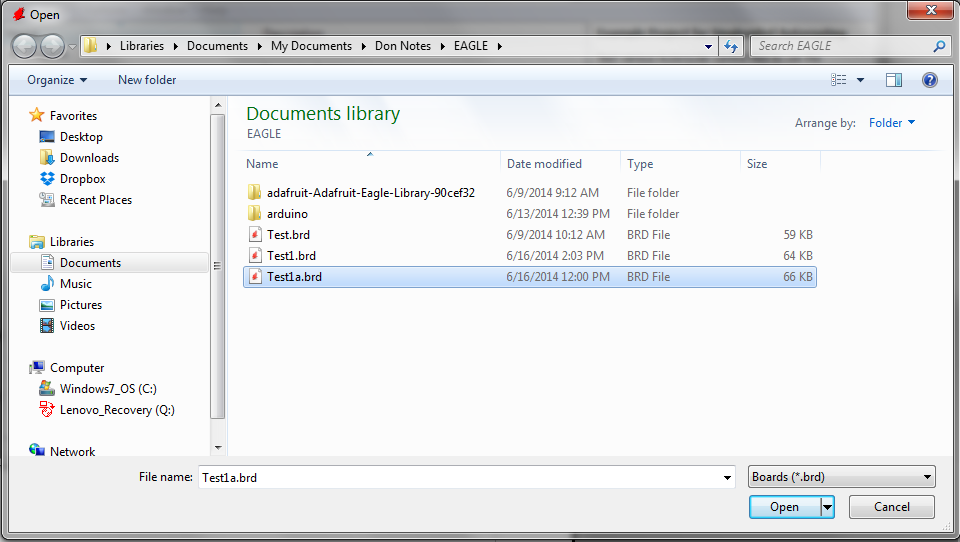 Open
Libraries Documents My Documents Don Notes EAGLE
Search EAGLE
Organize New folder
Favorites
Desktop
Downloads
Dropbox
Recent Places
Libraries
Documents
Music
Pictures
Videos
Computer
Windows7_OS (C:)
Lenovo_Recovery (Q:)
Network
Documents library
EAGLE
Arrange by: Folder
Name Date modified Type Size
adafruit-Adafruit-Eagle-Library-90cef32 6/9/2014 9:12 AM File folder
arduino 6/13/2014 12:39 PM File folder
Test.brd 6/9/2014 10:12 AM BRD File 59 KB
Test1.brd 6/16/2014 2:03 PM BRD File 64 KB
Test1a.brd 6/16/2014 12:00 PM BRD File 66 KB
File name: Test1a.brd Boards (*.brd)
Open Cancel